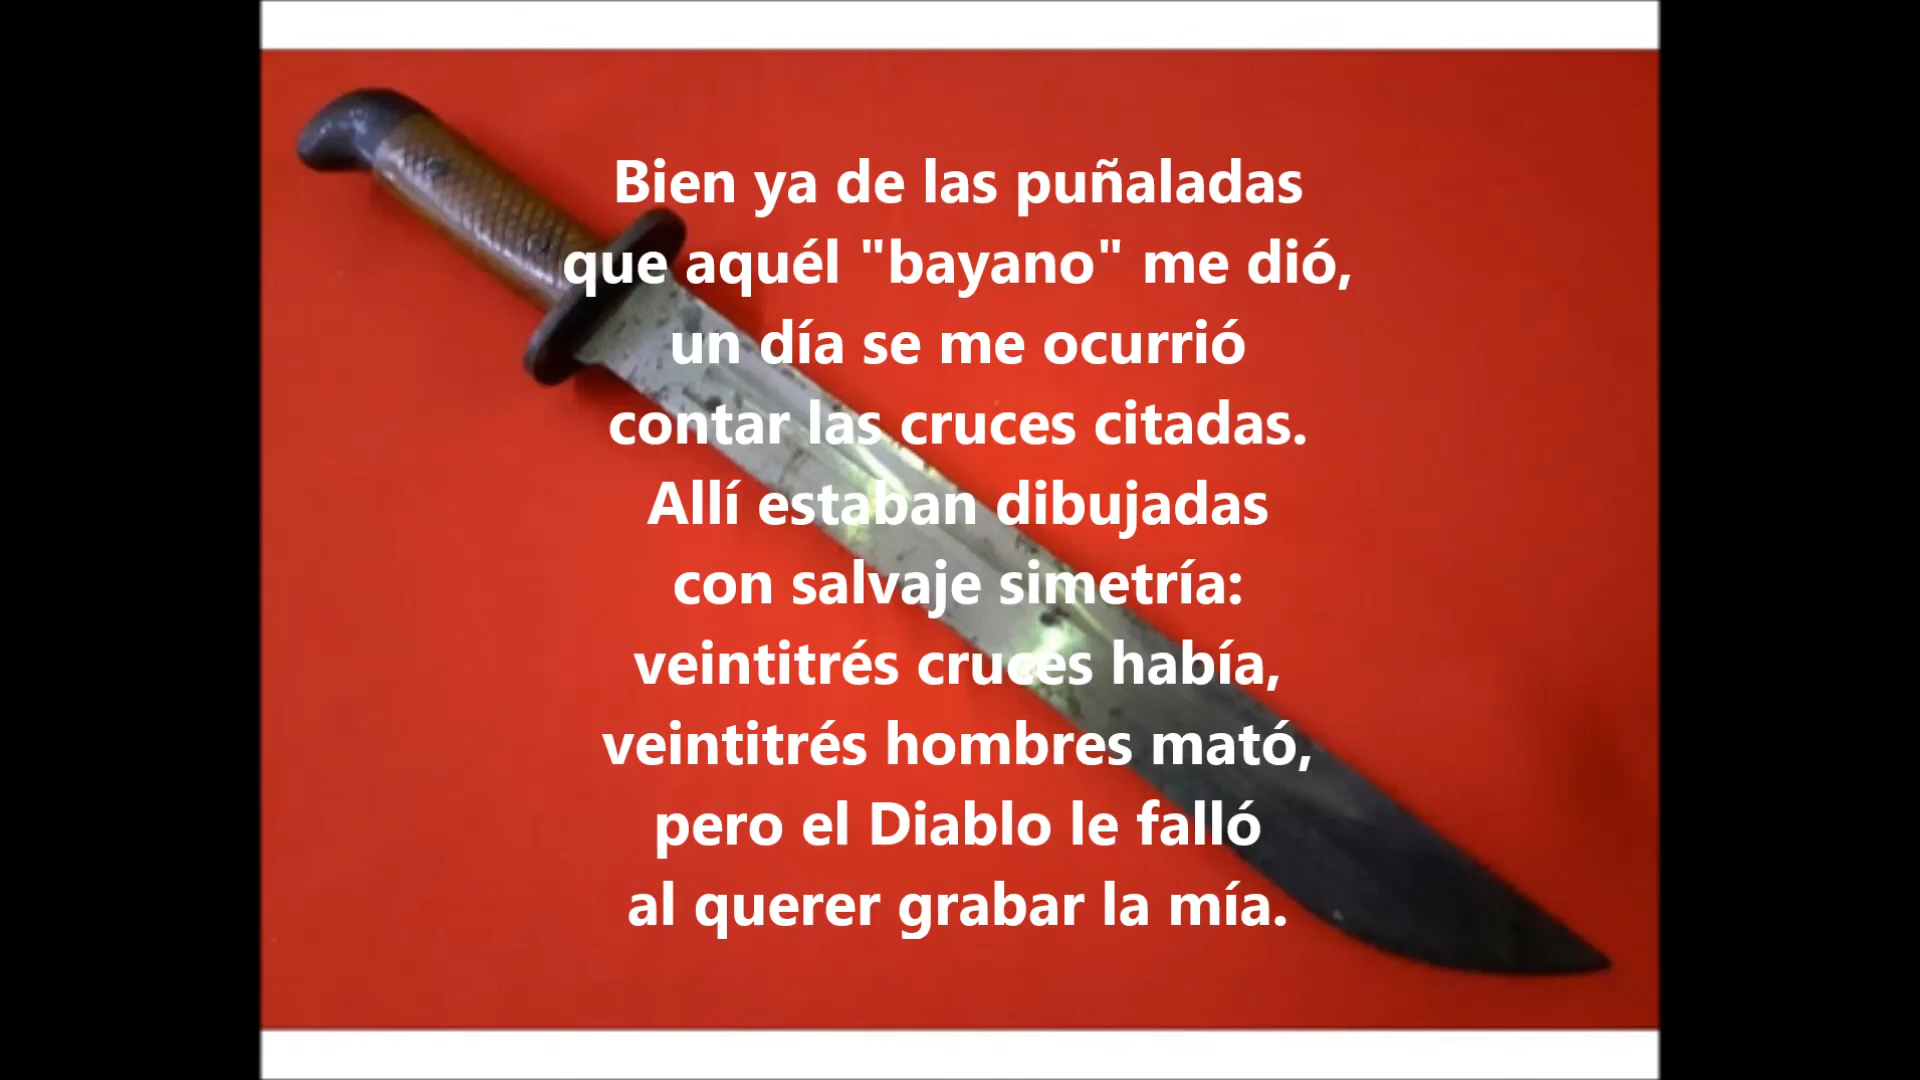 Bien ya de las puñaladas
que aquél "bayano" me dió,
un día se me ocurrió
contar las cruces citadas.
Allí estaban dibujadas
con salvaje simetría:
veintitrés cruces había,
veintitrés hombres mató,
pero el Diablo le falló
al querer grabar la mía.